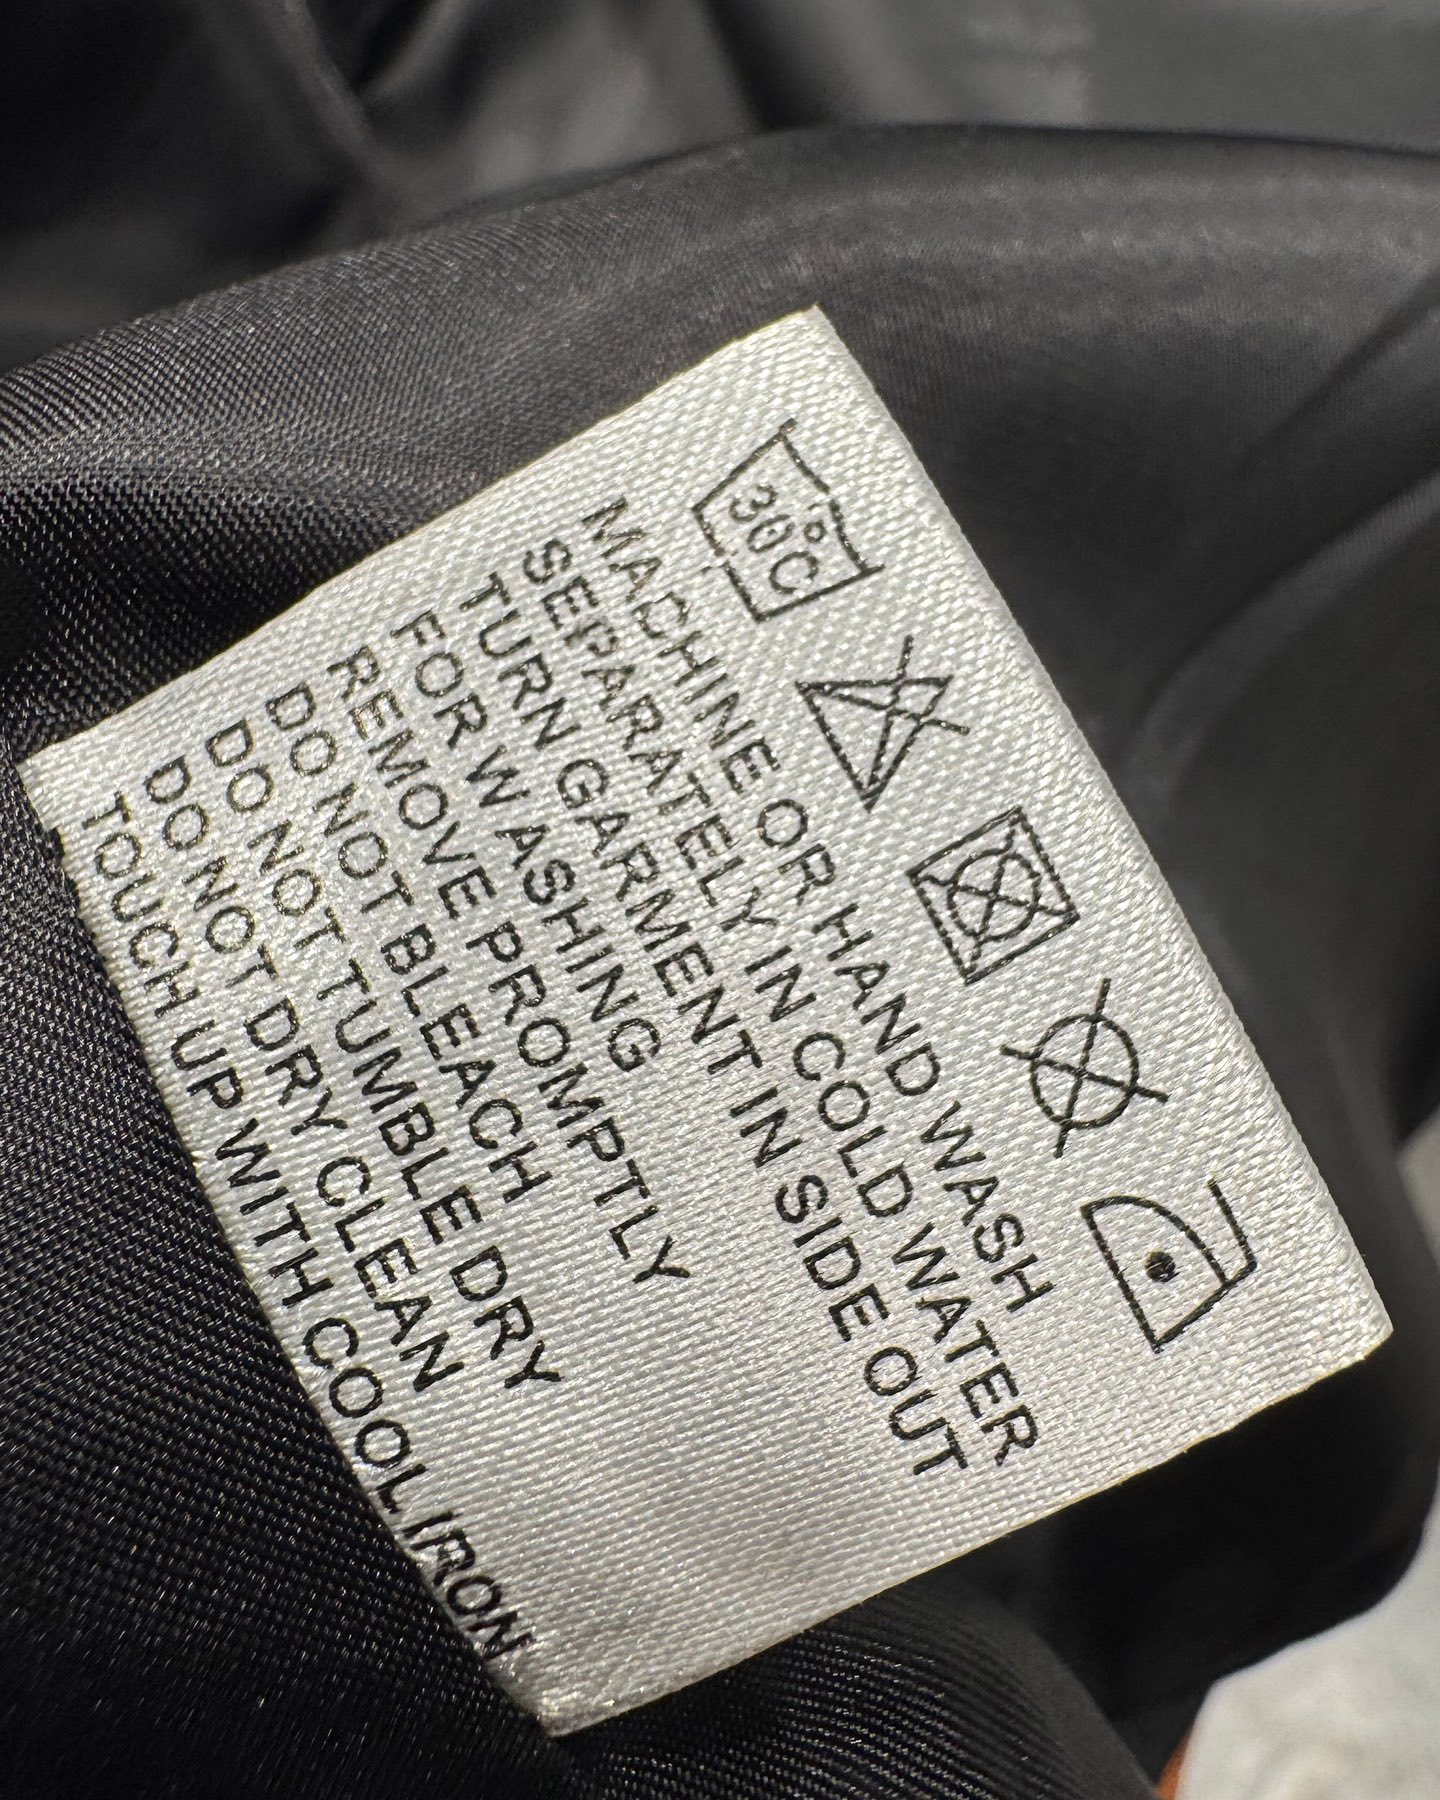 30°C
MACHINE OR HAND WASH
SEPARATELY IN COLD WATER
TURN GARMENT IN SIDE OUT
FOR WASHING
REMOVE PROMPTLY
DO NOT BLEACH
DO NOT TUMBLE DRY
DO NOT DRY CLEAN
TOUCH UP WITH COOL IRON